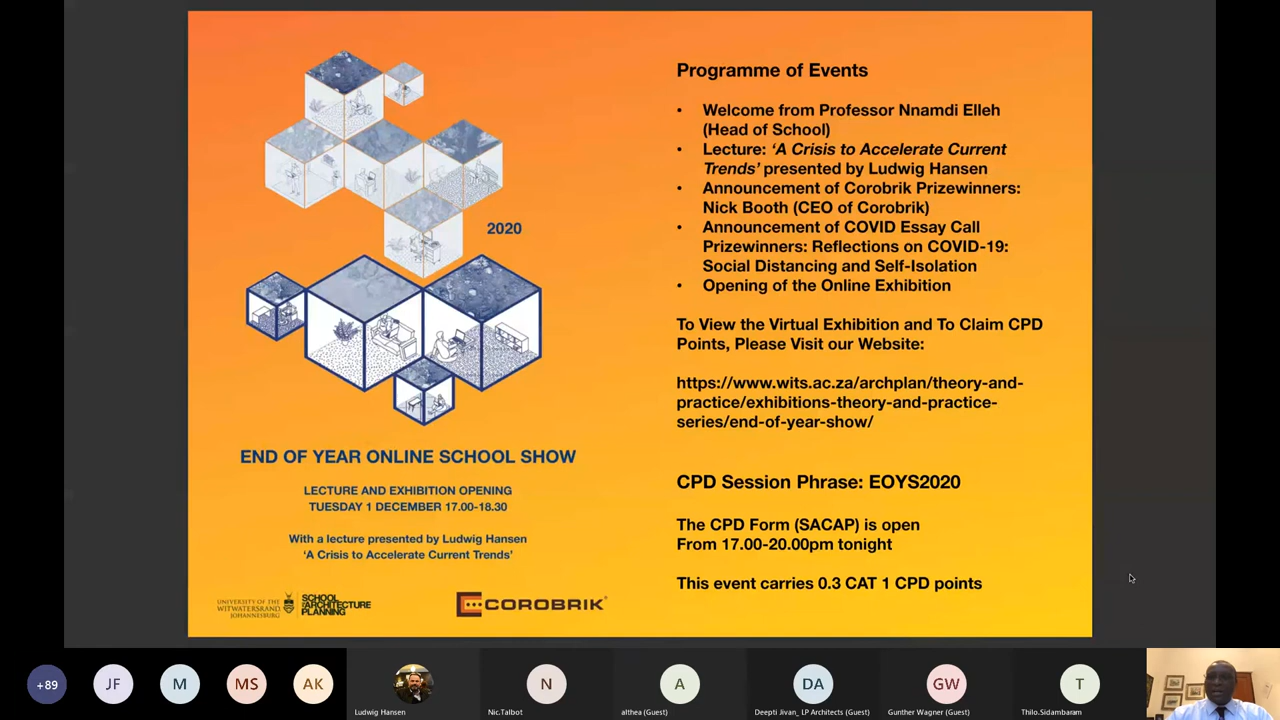 Programme of Events
• Welcome from Professor Nnamdi Elleh
(Head of School)
• Lecture: ‘A Crisis to Accelerate Current
Trends’ presented by Ludwig Hansen
• Announcement of Corobrik Prizewinners:
Nick Booth (CEO of Corobrik)
• Announcement of COVID Essay Call
Prizewinners: Reflections on COVID-19:
Social Distancing and Self-Isolation
• Opening of the Online Exhibition
To View the Virtual Exhibition and To Claim CPD
Points, Please Visit our Website:
https://www.wits.ac.za/archplan/theory-and-
practice/exhibitions-theory-and-practice-
series/end-of-year-show/
CPD Session Phrase: EOYS2020
The CPD Form (SACAP) is open
From 17.00-20.00pm tonight
This event carries 0.3 CAT 1 CPD points
2020
END OF YEAR ONLINE SCHOOL SHOW
LECTURE AND EXHIBITION OPENING
TUESDAY 1 DECEMBER 17.00-18.30
With a lecture presented by Ludwig Hansen
‘A Crisis to Accelerate Current Trends’
UNIVERSITY OF THE
WITWATERSRAND
JOHANNESBURG
SCHOOL
OF ARCHITECTURE
PLANNING
COROBRIK
+89
JF
M
MS
AK
Ludwig Hansen
N
Nic.Talbot
A
althea (Guest)
DA
Deepti Jivan_ LP Architects (Guest)
GW
Gunther Wagner (Guest)
T
Thilo.Sidambaram